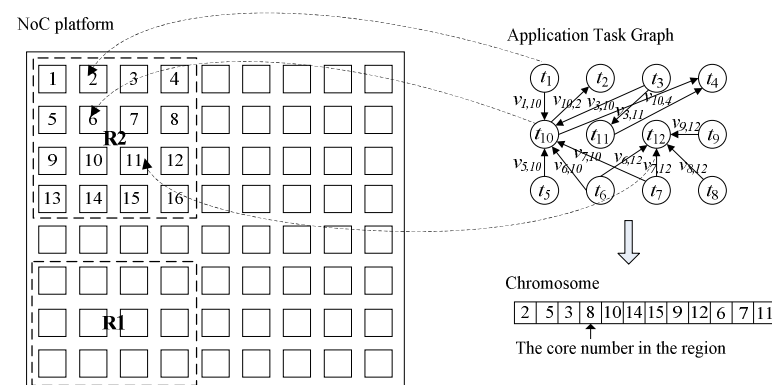 NoC platform
Application Task Graph
1 2 3 4
5 6 7 8
R2
9 10 11 12
13 14 15 16
R1
t1 t2 t3 t4
v1,10 v10,2 v3,10 v3,11 v10,4
t10 t11 t12 t9
v9,12
v5,10 v6,10 v7,10 v6,12 v7,12 v8,12
t5 t6 t7 t8
Chromosome
2 5 3 8 10 14 15 9 12 6 7 11
The core number in the region